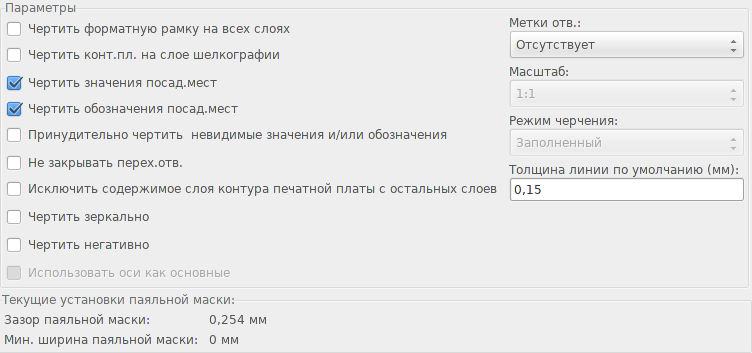 Параметры
Чертить форматную рамку на всех слоях
Чертить конт.пл. на слое шелкографии
Чертить значения посад.мест
Чертить обозначения посад.мест
Принудительно чертить  невидимые значения и/или обозначения
Не закрывать перех.отв.
Исключить содержимое слоя контура печатной платы с остальных слоев
Чертить зеркально
Чертить негативно
Использовать оси как основные
Метки отв.:
Отсутствует
Масштаб:
1:1
Режим черчения:
Заполненный
Толщина линии по умолчанию (мм):
0,15
Текущие установки паяльной маски:
Зазор паяльной маски: 0,254 мм
Мин. ширина паяльной маски: 0 мм